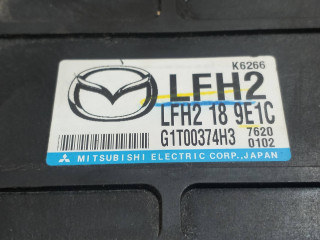 K6266
LFH2
LFH2 18 9E1C
G1T00374H3 7620
0102
MITSUBISHI ELECTRIC CORP., JAPAN